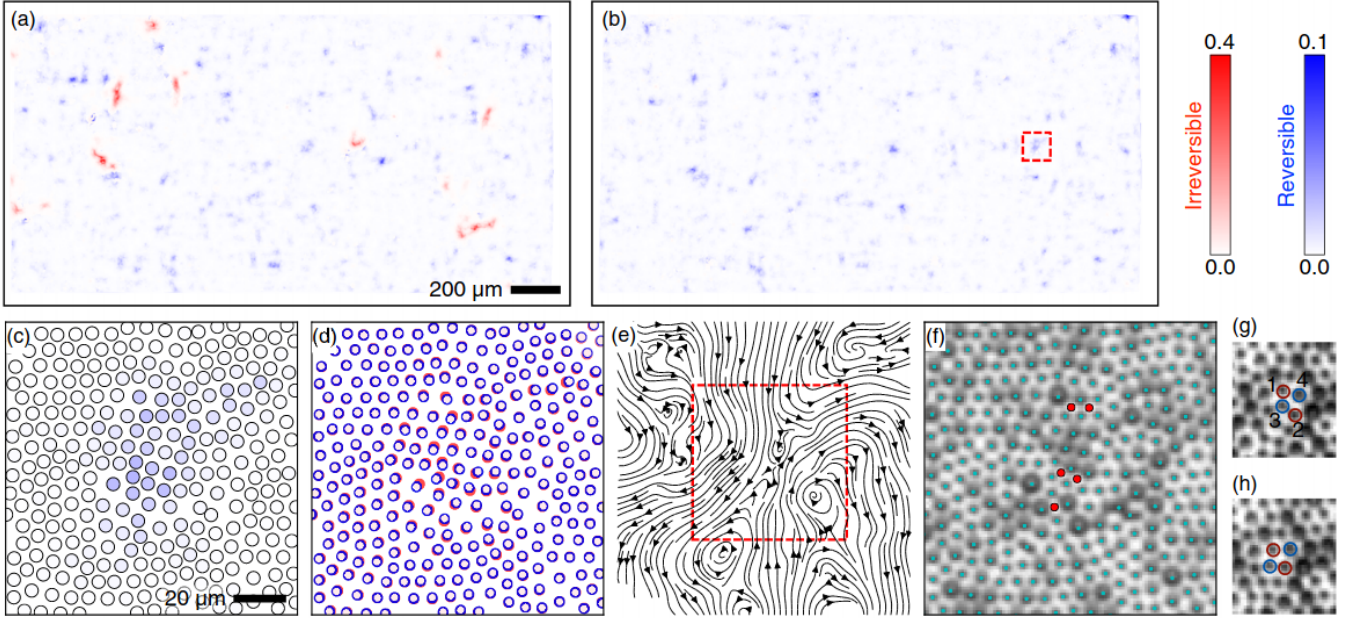 (a)
200 μm
(b)
0.4
0.1
Irreversible
Reversible
0.0
0.0
(c)
20 μm
(d)
(e)
(f)
(g)
1
4
3
2
(h)